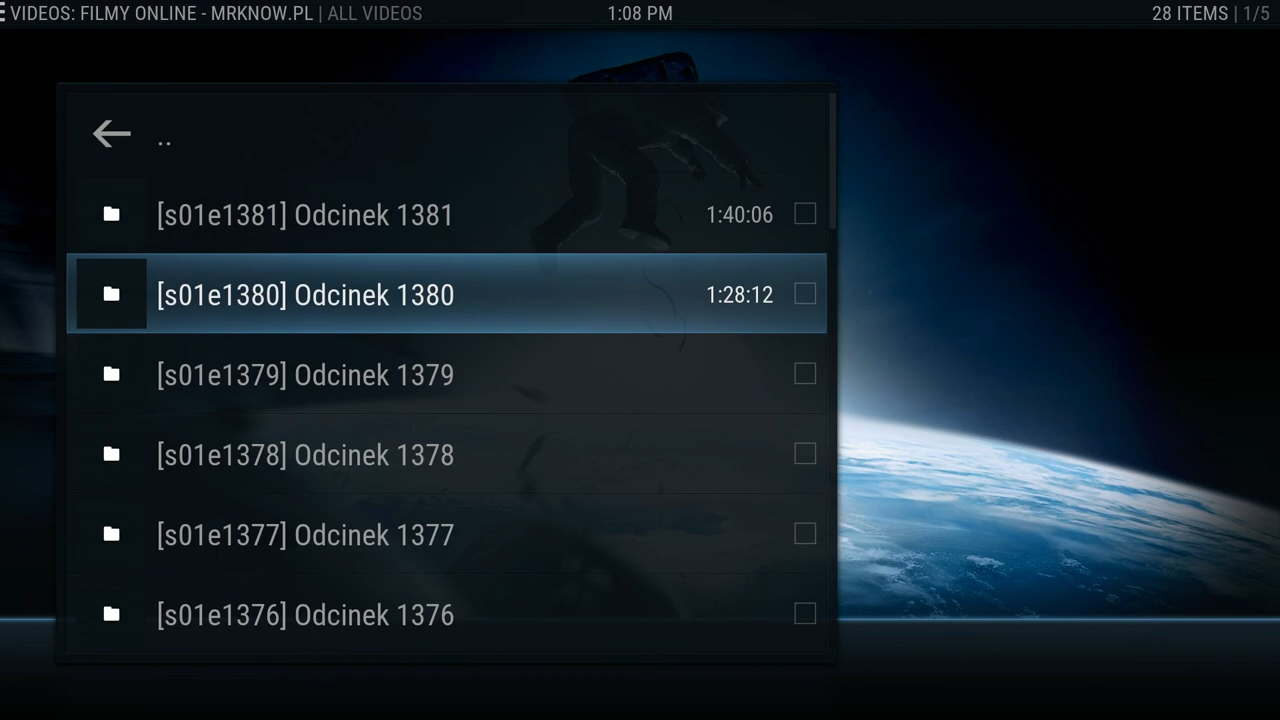 VIDEOS: FILMY ONLINE - MRKNOW.PL | ALL VIDEOS
1:08 PM
28 ITEMS | 1/5
..
[s01e1381] Odcinek 1381 1:40:06
[s01e1380] Odcinek 1380 1:28:12
[s01e1379] Odcinek 1379
[s01e1378] Odcinek 1378
[s01e1377] Odcinek 1377
[s01e1376] Odcinek 1376